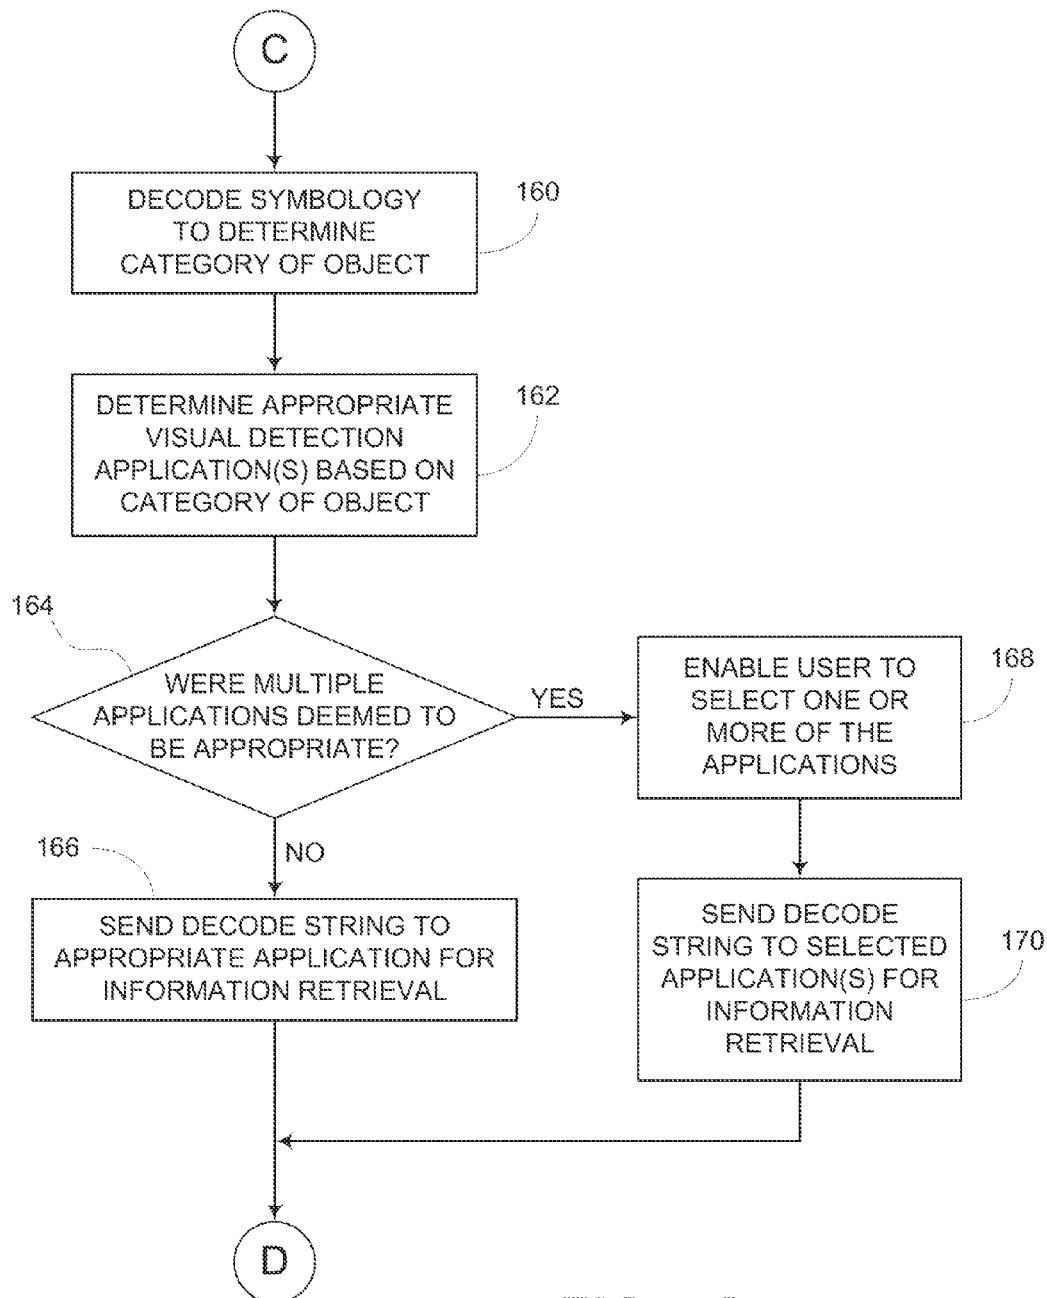 C
DECODE SYMBOLOGY
TO DETERMINE
CATEGORY OF OBJECT
160
DETERMINE APPROPRIATE
VISUAL DETECTION
APPLICATION(S) BASED ON
CATEGORY OF OBJECT
162
164
WERE MULTIPLE
APPLICATIONS DEEMED TO
BE APPROPRIATE?
YES
ENABLE USER TO
SELECT ONE OR
MORE OF THE
APPLICATIONS
168
NO
166
SEND DECODE STRING TO
APPROPRIATE APPLICATION FOR
INFORMATION RETRIEVAL
SEND DECODE
STRING TO SELECTED
APPLICATION(S) FOR
INFORMATION
RETRIEVAL
170
D